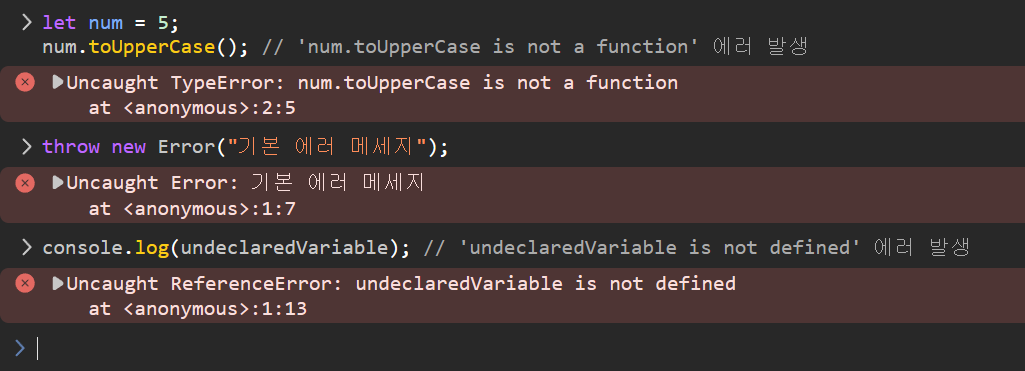 > let num = 5;
num.toUpperCase(); // 'num.toUpperCase is not a function' 에러 발생
Uncaught TypeError: num.toUpperCase is not a function
at <anonymous>:2:5
> throw new Error("기본 에러 메세지");
Uncaught Error: 기본 에러 메세지
at <anonymous>:1:7
> console.log(undeclaredVariable); // 'undeclaredVariable is not defined' 에러 발생
Uncaught ReferenceError: undeclaredVariable is not defined
at <anonymous>:1:13
>